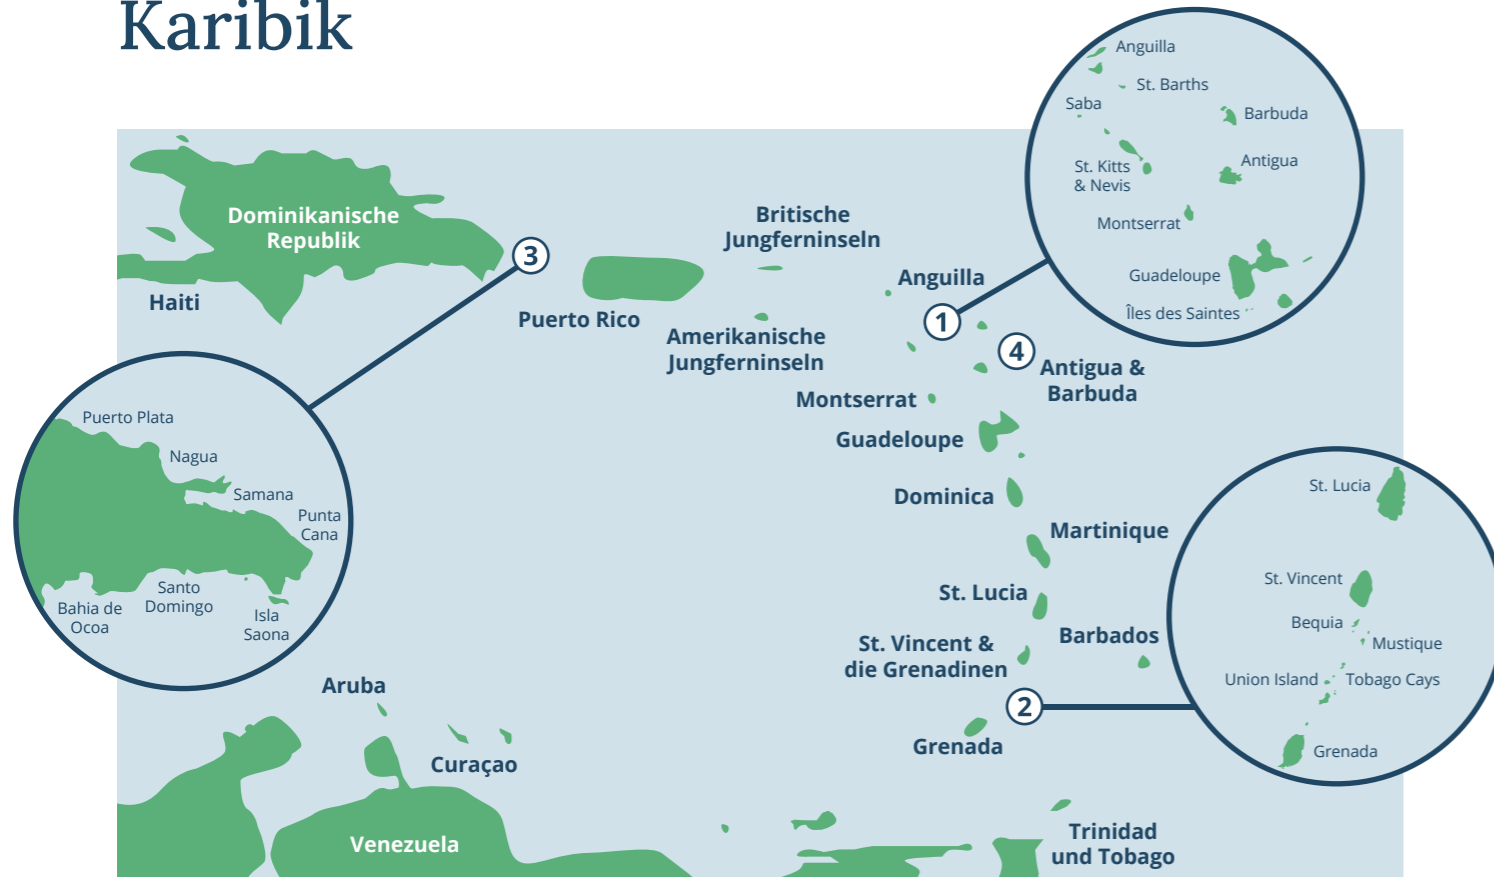 Karibik
Anguilla
St. Barths
Saba
Barbuda
St. Kitts
& Nevis
Antigua
Montserrat
Guadeloupe
Îles des Saintes
Dominikanische
Republik
Haiti
3
Puerto Rico
Britische
Jungferninseln
Amerikanische
Jungferninseln
Anguilla
1
4
Antigua &
Barbuda
Montserrat
Guadeloupe
Dominica
Martinique
St. Lucia
Barbados
St. Vincent &
die Grenadinen
2
Grenada
Puerto Plata
Nagua
Samana
Punta
Cana
Santo
Domingo
Bahia de
Ocoa
Isla
Saona
St. Lucia
St. Vincent
Bequia
Mustique
Union Island
Tobago Cays
Grenada
Aruba
Curaçao
Venezuela
Trinidad
und Tobago